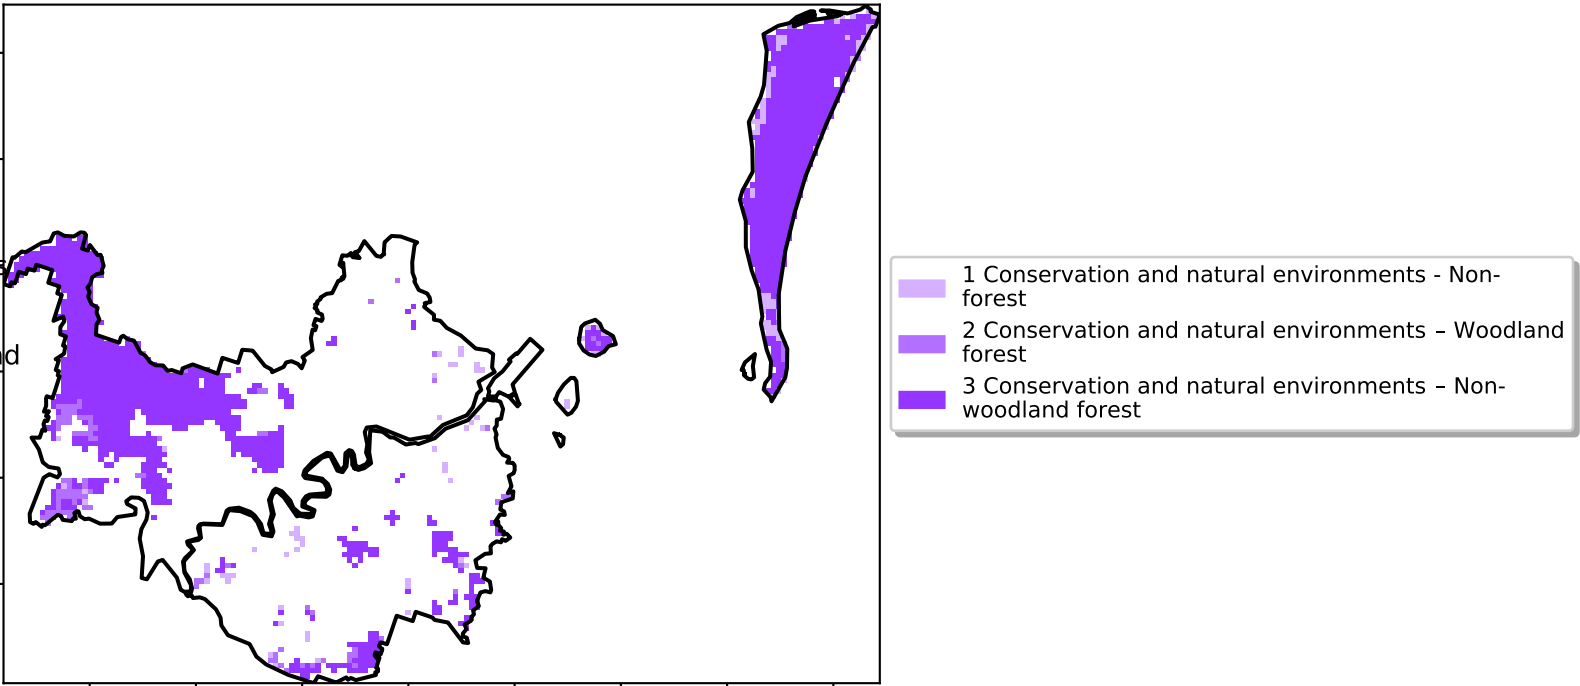 1 Conservation and natural environments - Non-
forest
2 Conservation and natural environments – Woodland
forest
3 Conservation and natural environments – Non-
woodland forest